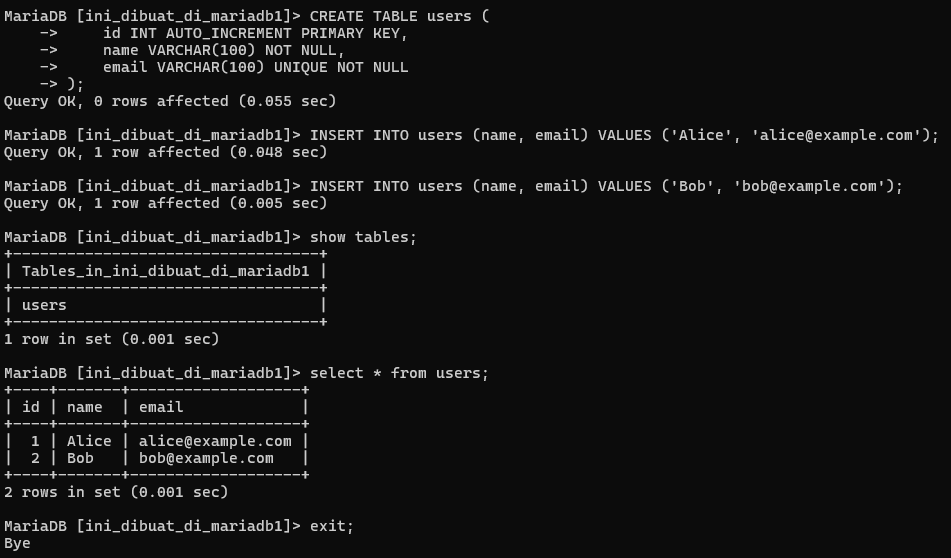 MariaDB [ini_dibuat_di_mariadb1]> CREATE TABLE users (
    ->     id INT AUTO_INCREMENT PRIMARY KEY,
    ->     name VARCHAR(100) NOT NULL,
    ->     email VARCHAR(100) UNIQUE NOT NULL
    -> );
Query OK, 0 rows affected (0.055 sec)

MariaDB [ini_dibuat_di_mariadb1]> INSERT INTO users (name, email) VALUES ('Alice', 'alice@example.com');
Query OK, 1 row affected (0.048 sec)

MariaDB [ini_dibuat_di_mariadb1]> INSERT INTO users (name, email) VALUES ('Bob', 'bob@example.com');
Query OK, 1 row affected (0.005 sec)

MariaDB [ini_dibuat_di_mariadb1]> show tables;
+----------------------------------+
| Tables_in_ini_dibuat_di_mariadb1 |
+----------------------------------+
| users                            |
+----------------------------------+
1 row in set (0.001 sec)

MariaDB [ini_dibuat_di_mariadb1]> select * from users;
+----+-------+-------------------+
| id | name  | email             |
+----+-------+-------------------+
|  1 | Alice | alice@example.com |
|  2 | Bob   | bob@example.com   |
+----+-------+-------------------+
2 rows in set (0.001 sec)

MariaDB [ini_dibuat_di_mariadb1]> exit;
Bye